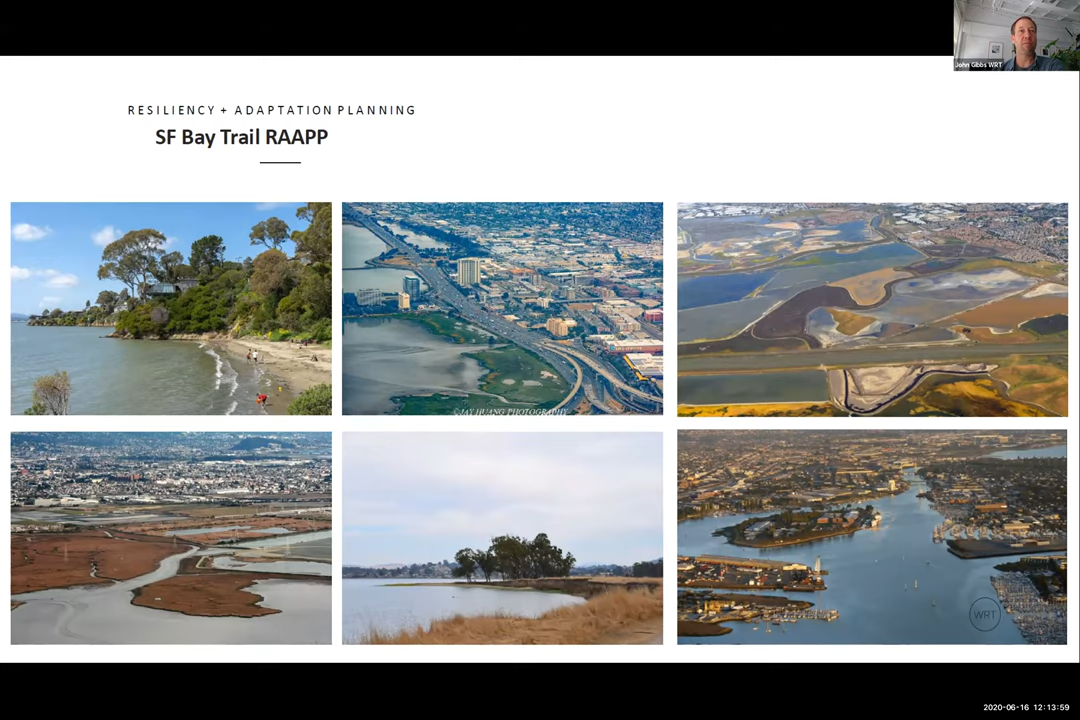 John Gibbs WRT
RESILIENCY + ADAPTATION PLANNING
SF Bay Trail RAAPP
©JAY HUANG PHOTOGRAPHY
WRT
2020-06-16 12:13:59